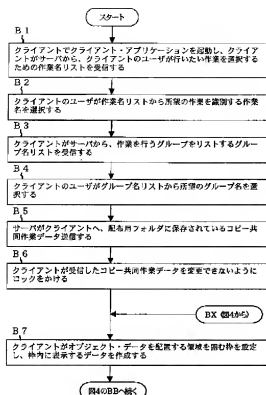 スタート
B1
クライアントでクライアント・アプリケーションを起動し、クライア
ントがサーバから、クライアントのユーザが行いたい作業を選択する
ための作業名リストを受信する
B2
クライアントのユーザが作業名リストから所望の作業を識別する作業
名を選択する
B3
クライアントがサーバから、作業を行うグループをリストするグルー
プ名リストを受信する
B4
クライアントのユーザがグループ名リストから所望のグループ名を選
択する
B5
サーバがクライアントへ、配布用フォルダに保存されているコピー共
同作業データ送信する
B6
クライアントが受信したコピー共同作業データを変更できないように
ロックをかける
BX(図4から)
B7
クライアントがオブジェクト・データを配置する領域を囲む枠を設定
し、枠内に表示するデータを作成する
図4のBBへ続く